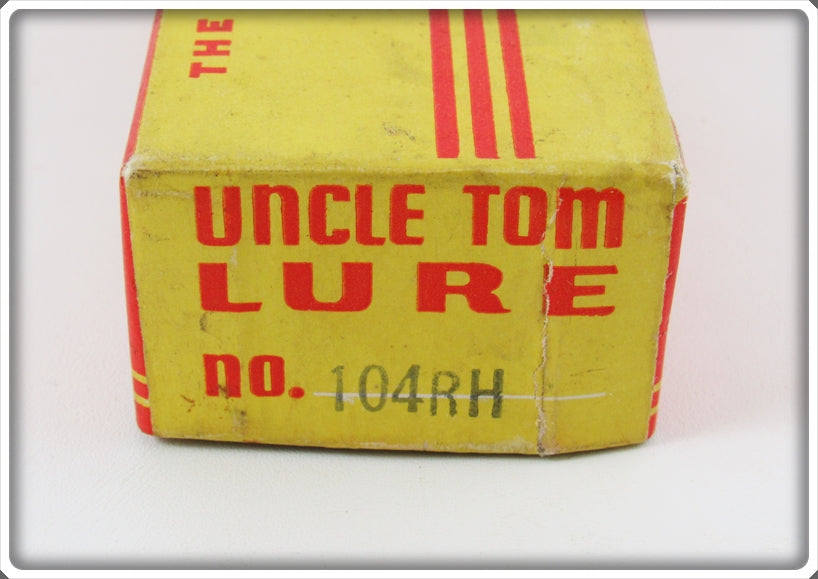 THE
UNCLE TOM
LURE
no. 104RH